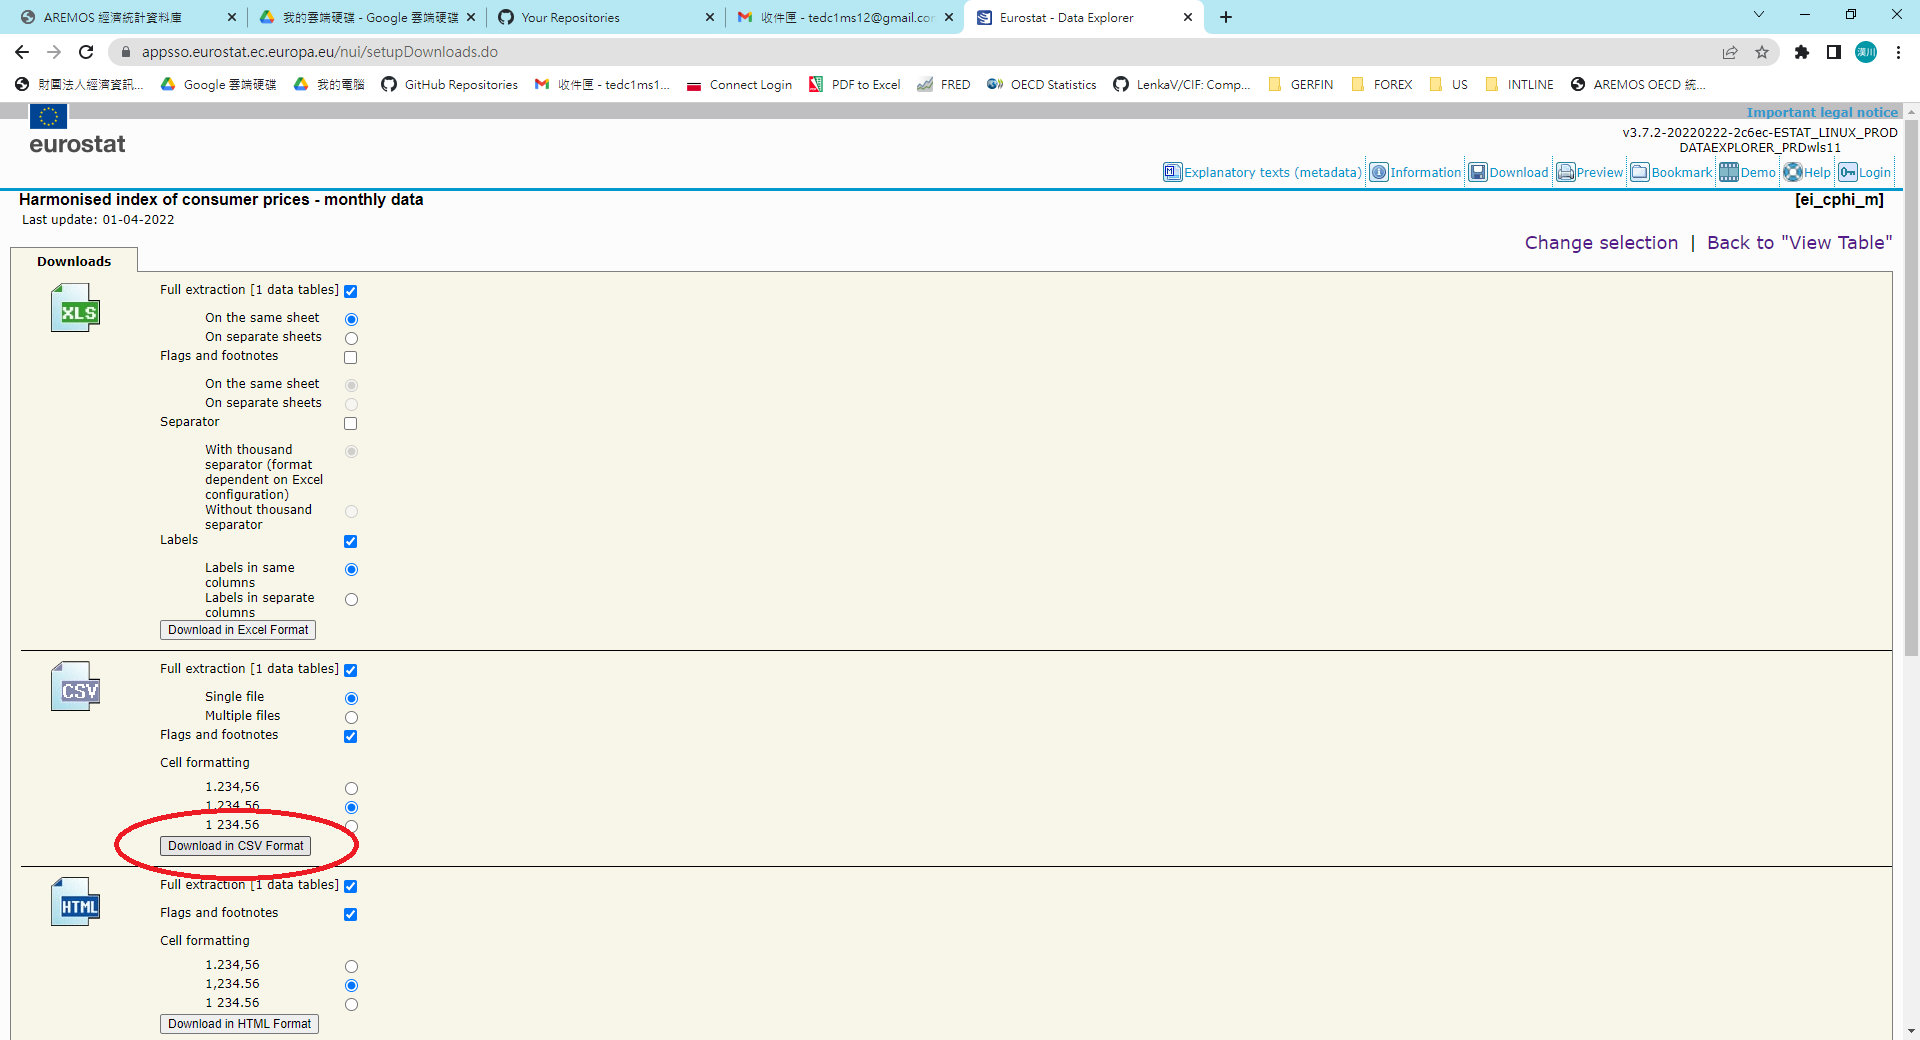 AREMOS 經濟統計資料庫
我的雲端硬碟 - Google 雲端硬碟
Your Repositories
收件匣 - tedc1ms12@gmail.cor
Eurostat - Data Explorer
appsso.eurostat.ec.europa.eu/nui/setupDownloads.do
漢川
財團法人經濟資訊...
Google 雲端硬碟
我的電腦
GitHub Repositories
收件匣 - tedc1ms1...
Connect Login
PDF to Excel
FRED
OECD Statistics
LenkaV/CIF: Comp...
GERFIN
FOREX
US
INTLINE
AREMOS OECD 統...
eurostat
Important legal notice
v3.7.2-20220222-2c6ec-ESTAT_LINUX_PROD
DATAEXPLORER_PRDwls11
Explanatory texts (metadata)
Information
Download
Preview
Bookmark
Demo
Help
Login
Harmonised index of consumer prices - monthly data
[ei_cphi_m]
Last update: 01-04-2022
Change selection | Back to "View Table"
Downloads
XLS
Full extraction [1 data tables]
On the same sheet
On separate sheets
Flags and footnotes
On the same sheet
On separate sheets
Separator
With thousand
separator (format
dependent on Excel
configuration)
Without thousand
separator
Labels
Labels in same
columns
Labels in separate
columns
Download in Excel Format
CSV
Full extraction [1 data tables]
Single file
Multiple files
Flags and footnotes
Cell formatting
1.234,56
1,234.56
1 234.56
Download in CSV Format
HTML
Full extraction [1 data tables]
Flags and footnotes
Cell formatting
1.234,56
1,234.56
1 234.56
Download in HTML Format